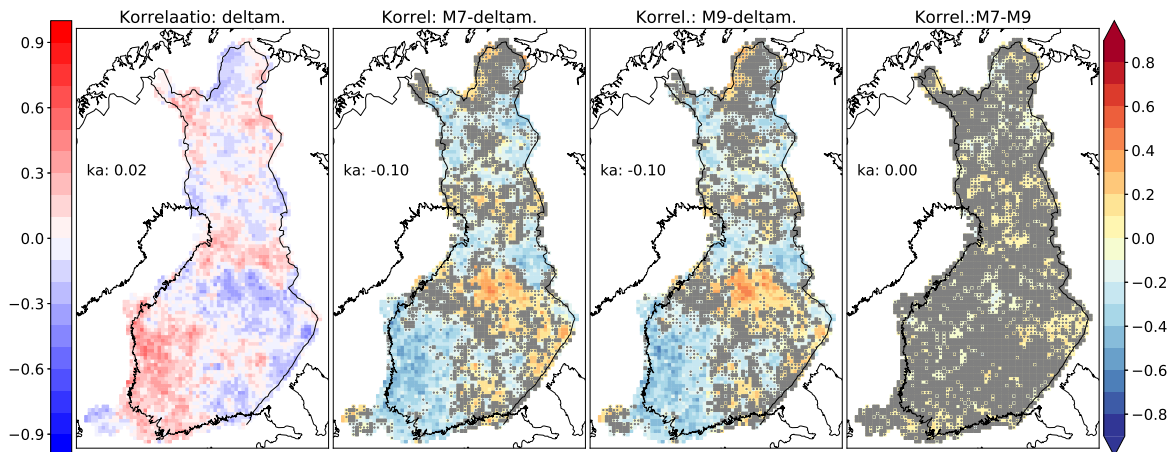 Korrelaatio: deltam.
Korrel: M7-deltam.
Korrel.: M9-deltam.
Korrel.:M7-M9
0.9
0.6
0.3
0.0
−0.3
−0.6
−0.9
ka: 0.02
ka: -0.10
ka: -0.10
ka: 0.00
0.8
0.6
0.4
0.2
0.0
−0.2
−0.4
−0.6
−0.8